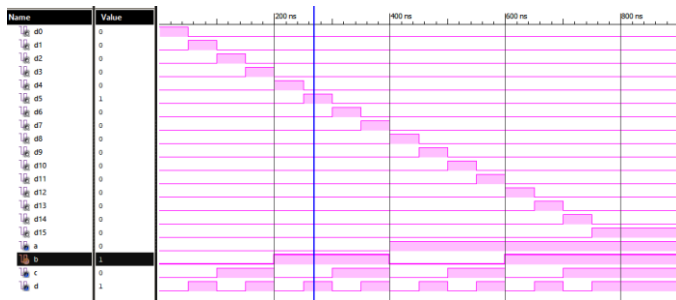 Name Value 200 ns 400 ns 600 ns 800 ns
d0 0
d1 0
d2 0
d3 0
d4 0
d5 1
d6 0
d7 0
d8 0
d9 0
d10 0
d11 0
d12 0
d13 0
d14 0
d15 0
a 0
b 1
c 0
d 1